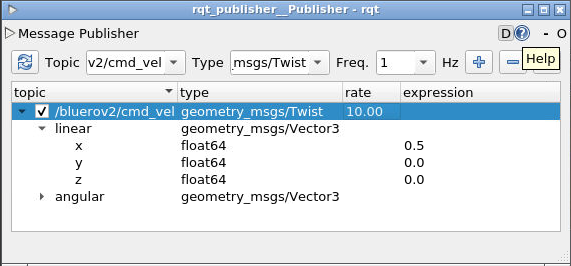 rqt_publisher__Publisher - rqt
Message Publisher D ? - O
Topic v2/cmd_vel Type msgs/Twist Freq. 1 Hz + −
Help
topic type rate expression
/bluerov2/cmd_vel geometry_msgs/Twist 10.00
linear geometry_msgs/Vector3
x float64 0.5
y float64 0.0
z float64 0.0
angular geometry_msgs/Vector3